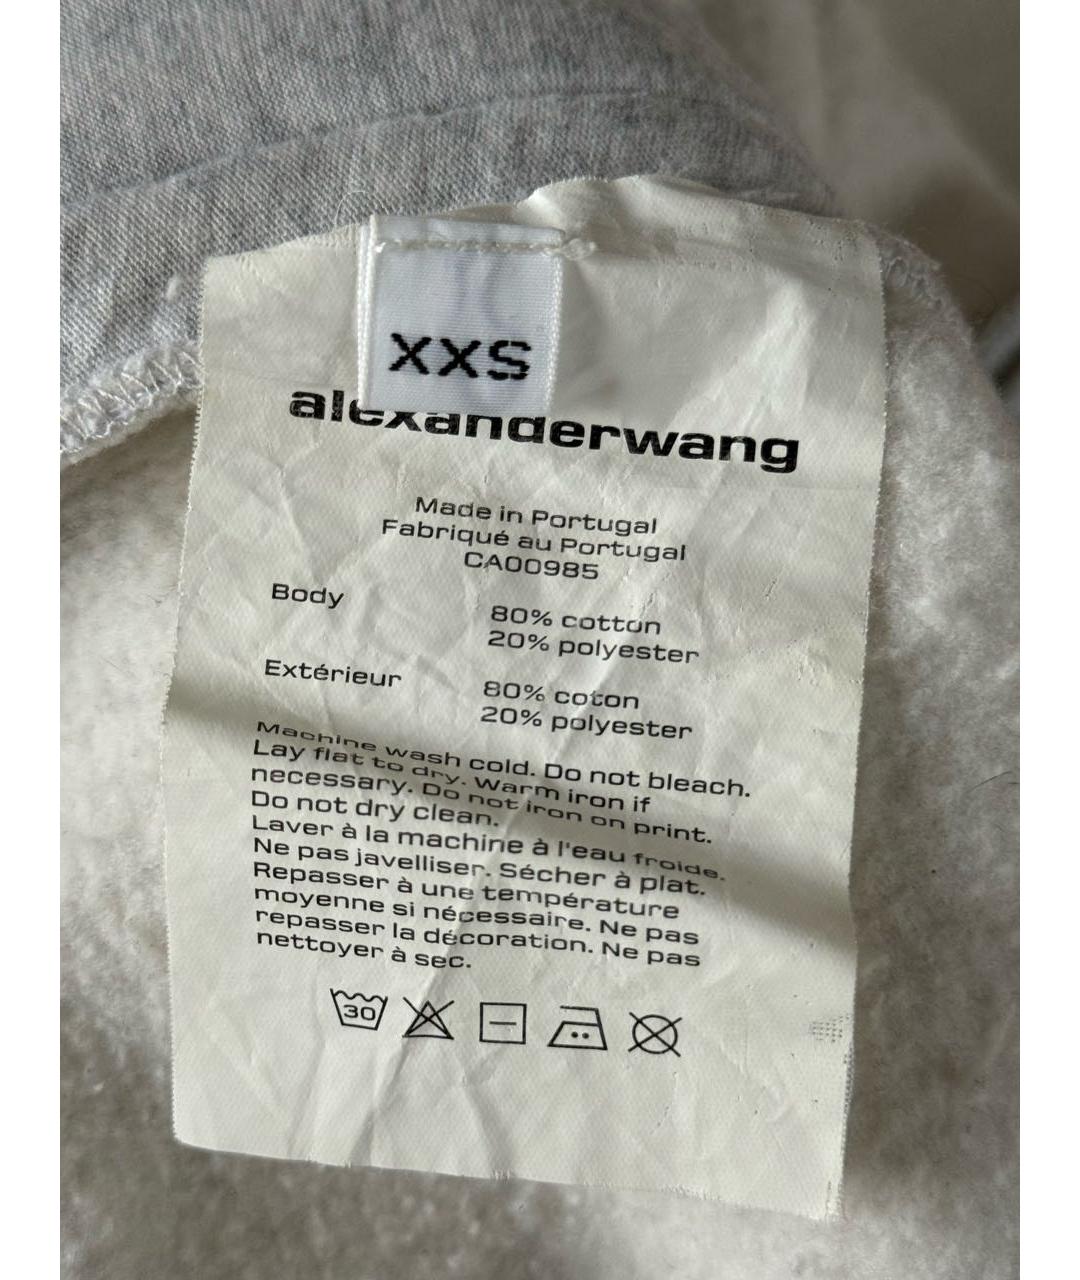 XXS
alexanderwang
Made in Portugal
Fabriqué au Portugal
CA00985
Body
80% cotton
20% polyester
Extérieur
80% coton
20% polyester
Machine wash cold. Do not bleach.
Lay flat to dry. Warm iron if
necessary. Do not iron on print.
Do not dry clean.
Laver à la machine à l'eau froide.
Ne pas javelliser. Sécher à plat.
Repasser à une température
moyenne si nécessaire. Ne pas
repasser la décoration. Ne pas
nettoyer à sec.
30